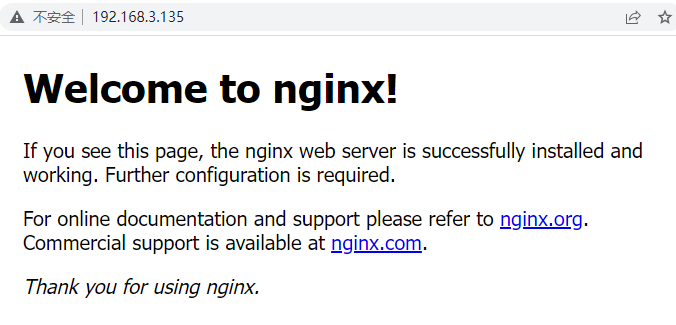 不安全 192.168.3.135
Welcome to nginx!
If you see this page, the nginx web server is successfully installed and
working. Further configuration is required.
For online documentation and support please refer to nginx.org.
Commercial support is available at nginx.com.
Thank you for using nginx.